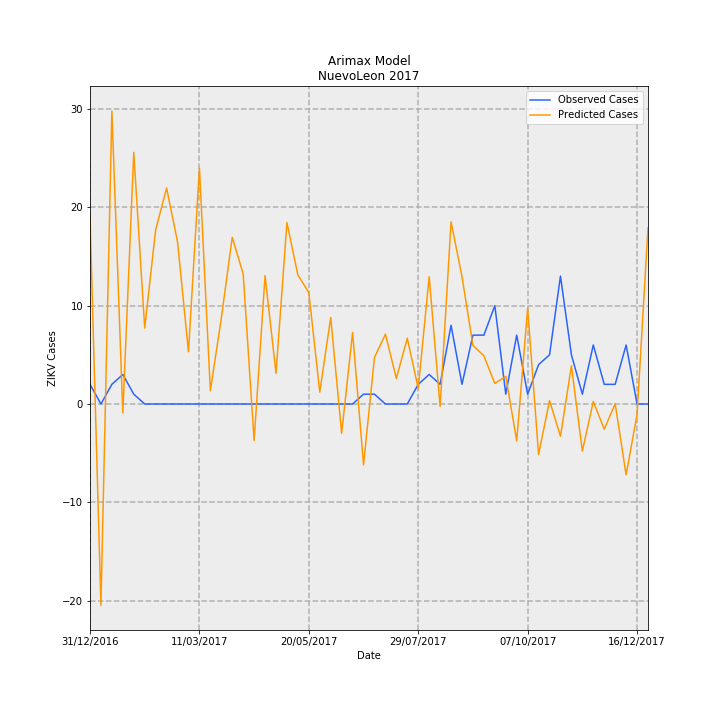 Arimax Model
NuevoLeon 2017
Observed Cases
Predicted Cases
ZIKV Cases
30
20
10
0
−10
−20
31/12/2016
11/03/2017
20/05/2017
29/07/2017
07/10/2017
16/12/2017
Date